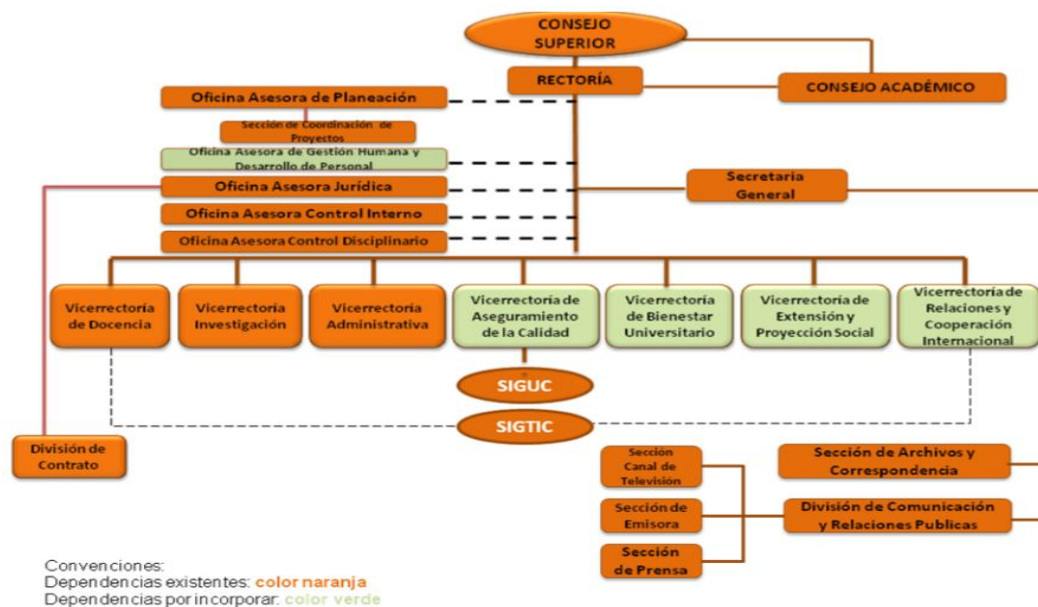 CONSEJO
SUPERIOR
RECTORÍA
CONSEJO ACADÉMICO
Oficina Asesora de Planeación
Sección de Coordinación de
Proyectos
Oficina Asesora de Gestión Humana y
Desarrollo de Personal
Oficina Asesora Jurídica
Oficina Asesora Control Interno
Oficina Asesora Control Disciplinario
Secretaria
General
Vicerrectoría
de Docencia
Vicerrectoría
Investigación
Vicerrectoría
Administrativa
Vicerrectoría de
Aseguramiento
de la Calidad
Vicerrectoría
de Bienestar
Universitario
Vicerrectoría de
Extensión y
Proyección Social
Vicerrectoría de
Relaciones y
Cooperación
Internacional
SIGUC
SIGTIC
División de
Contrato
Sección
Canal de
Televisión
Sección de
Emisora
Sección
de Prensa
Sección de Archivos y
Correspondencia
División de Comunicación
y Relaciones Publicas
Convenciones:
Dependencias existentes: color naranja
Dependencias por incorporar: color verde